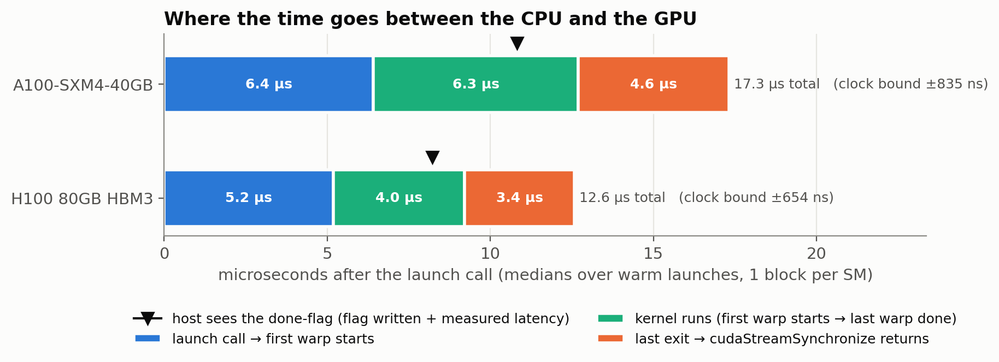 Where the time goes between the CPU and the GPU
A100-SXM4-40GB
6.4 µs
6.3 µs
4.6 µs
17.3 µs total (clock bound ±835 ns)
H100 80GB HBM3
5.2 µs
4.0 µs
3.4 µs
12.6 µs total (clock bound ±654 ns)
0 5 10 15 20
microseconds after the launch call (medians over warm launches, 1 block per SM)
host sees the done-flag (flag written + measured latency)
launch call → first warp starts
kernel runs (first warp starts → last warp done)
last exit → cudaStreamSynchronize returns